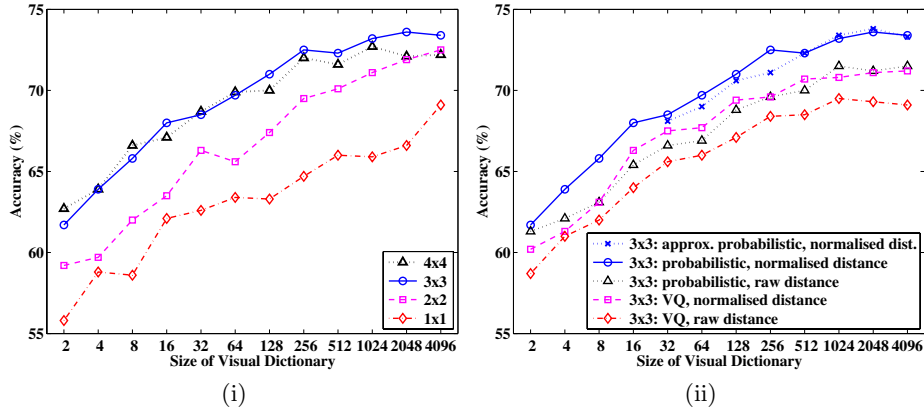 75
70
65
60
55
Accuracy (%)
2 4 8 16 32 64 128 256 512 1024 2048 4096
Size of Visual Dictionary
4x4
3x3
2x2
1x1
(i)
75
70
65
60
55
Accuracy (%)
2 4 8 16 32 64 128 256 512 1024 2048 4096
Size of Visual Dictionary
3x3: approx. probabilistic, normalised dist.
3x3: probabilistic, normalised distance
3x3: probabilistic, raw distance
3x3: VQ, normalised distance
3x3: VQ, raw distance
(ii)